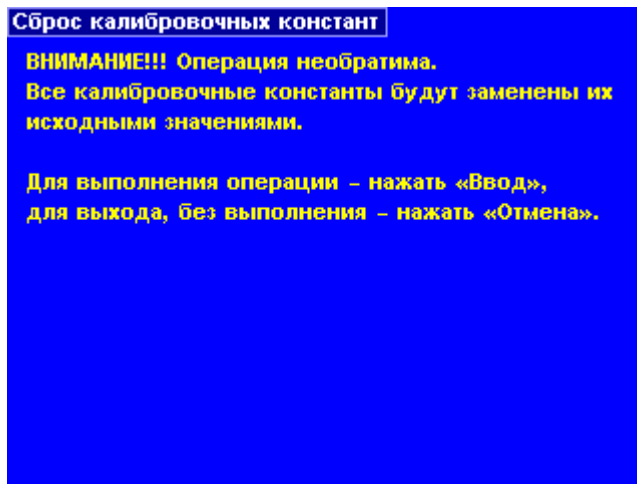 Сброс калибровочных констант
ВНИМАНИЕ!!! Операция необратима.
Все калибровочные константы будут заменены их
исходными значениями.
Для выполнения операции – нажать «Ввод»,
для выхода, без выполнения – нажать «Отмена».